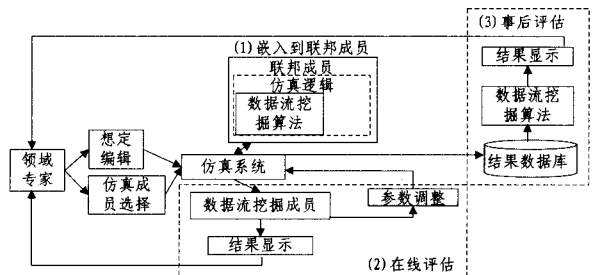 (3)事后评估
(1)嵌入到联邦成员
结果显示
联邦成员
仿真逻辑
数据流挖
掘算法
数据流挖
掘算法
想定
编辑
领域
专家
仿真系统
结果数据库
仿真成
员选择
数据流挖掘成员
参数调整
结果显示
(2)在线评估